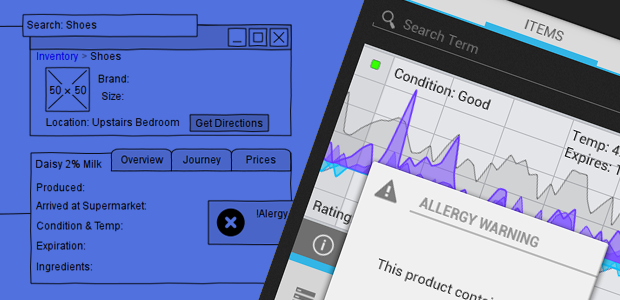 Search: Shoes
Inventory > Shoes
50 x 50
Brand:
Size:
Location: Upstairs Bedroom
Get Directions
Daisy 2% Milk
Overview
Journey
Prices
Produced:
Arrived at Supermarket:
Condition & Temp:
Expiration:
Ingredients:
!Alergy
ITEMS
Search Term
Condition: Good
Temp: 4
Expires: 1
Rating
ALLERGY WARNING
This product contai